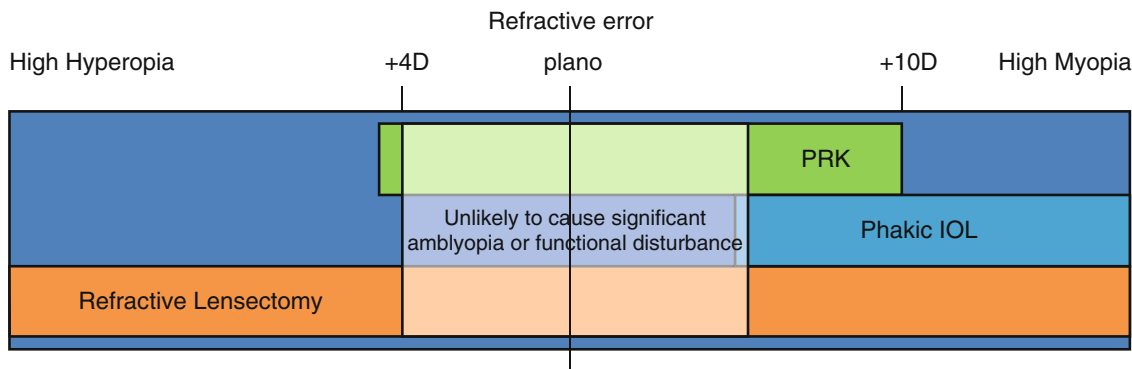 Refractive error
High Hyperopia +4D plano +10D High Myopia
PRK
Unlikely to cause significant
amblyopia or functional disturbance
Phakic IOL
Refractive Lensectomy